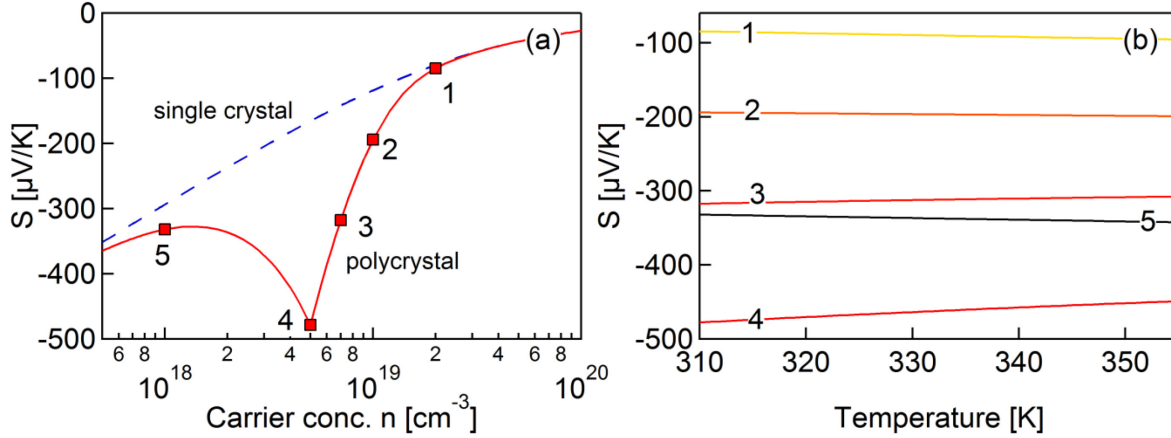 0
-100
-200
-300
-400
-500
S [µV/K]
(a)
single crystal
polycrystal
1
2
3
4
5
6 8 2 4 6 8 2 4 6 8
10^18 10^19 10^20
Carrier conc. n [cm^-3]
-100
-200
-300
-400
-500
S [µV/K]
(b)
1
2
3
5
4
310 320 330 340 350
Temperature [K]